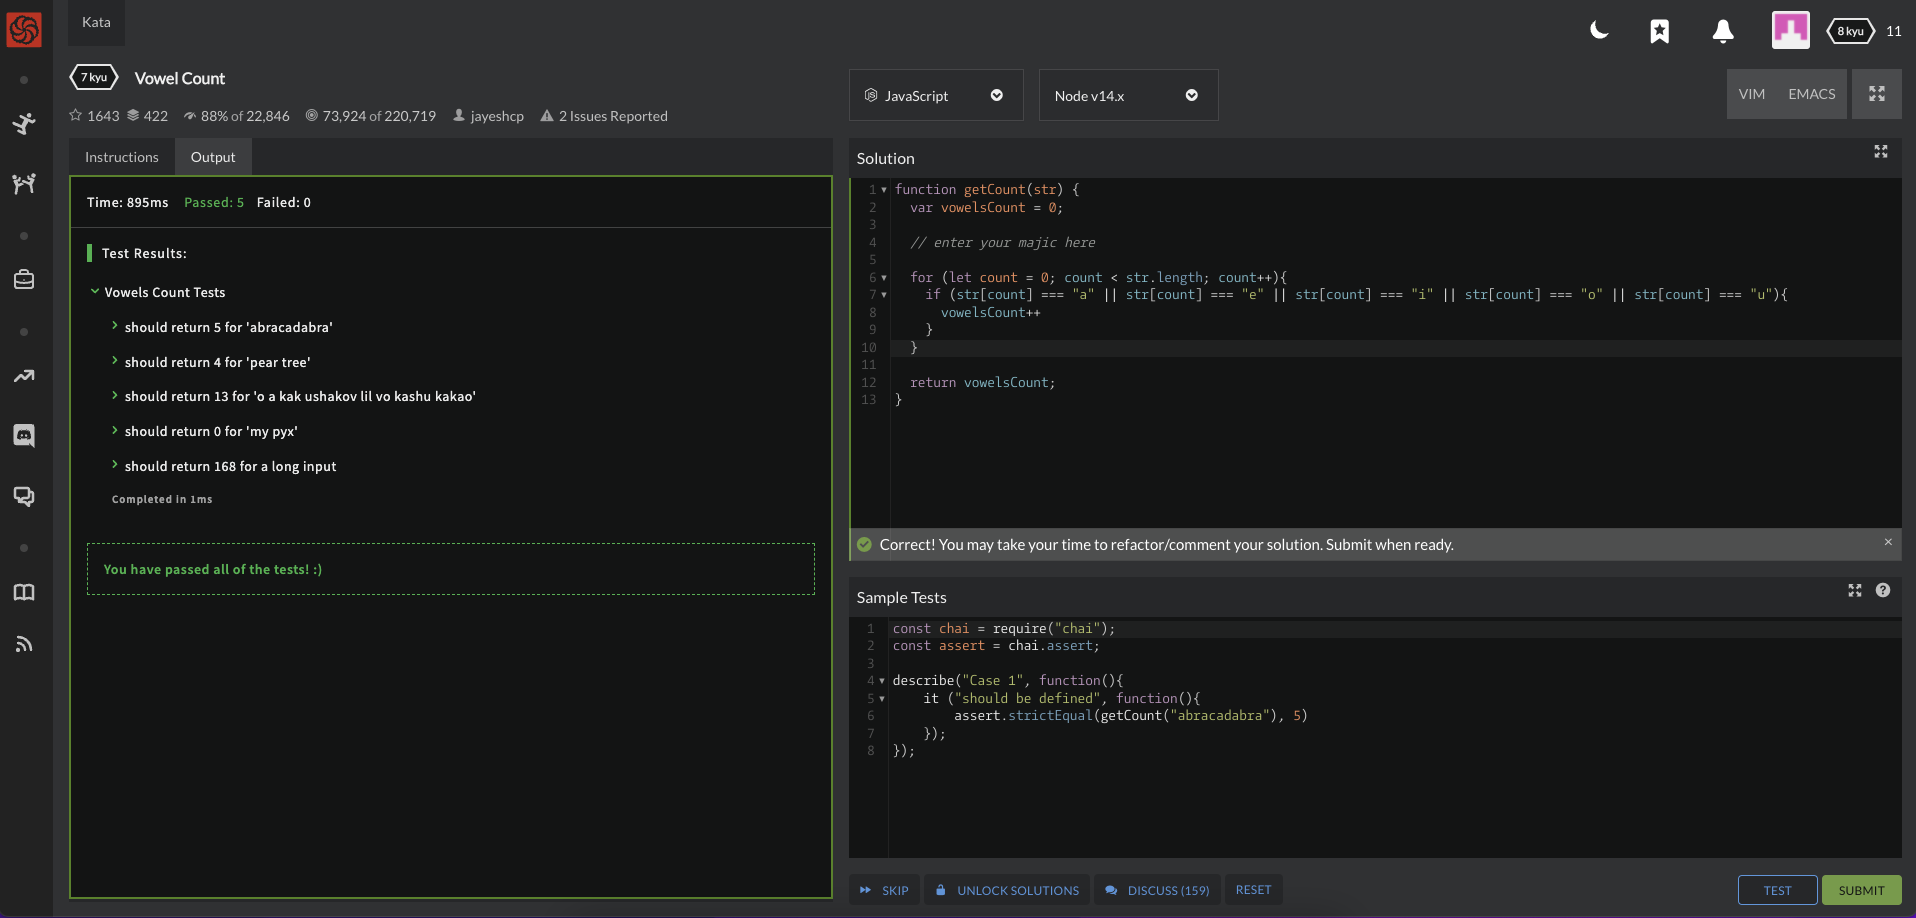 Kata
8 kyu 11
7 kyu Vowel Count
1643 422 88% of 22,846 73,924 of 220,719 jayeshcp 2 Issues Reported
JavaScript Node v14.x VIM EMACS
Instructions Output
Time: 895ms Passed: 5 Failed: 0
Test Results:
Vowels Count Tests
should return 5 for 'abracadabra'
should return 4 for 'pear tree'
should return 13 for 'o a kak ushakov lil vo kashu kakao'
should return 0 for 'my pyx'
should return 168 for a long input
Completed in 1ms
You have passed all of the tests! :)
Solution
1 function getCount(str) {
2 var vowelsCount = 0;
3
4 // enter your majic here
5
6 for (let count = 0; count < str.length; count++){
7 if (str[count] === "a" || str[count] === "e" || str[count] === "i" || str[count] === "o" || str[count] === "u"){
8 vowelsCount++
9 }
10 }
11
12 return vowelsCount;
13 }
Correct! You may take your time to refactor/comment your solution. Submit when ready. ×
Sample Tests ?
1 const chai = require("chai");
2 const assert = chai.assert;
3
4 describe("Case 1", function(){
5 it ("should be defined", function(){
6 assert.strictEqual(getCount("abracadabra"), 5)
7 });
8 });
SKIP UNLOCK SOLUTIONS DISCUSS (159) RESET TEST SUBMIT